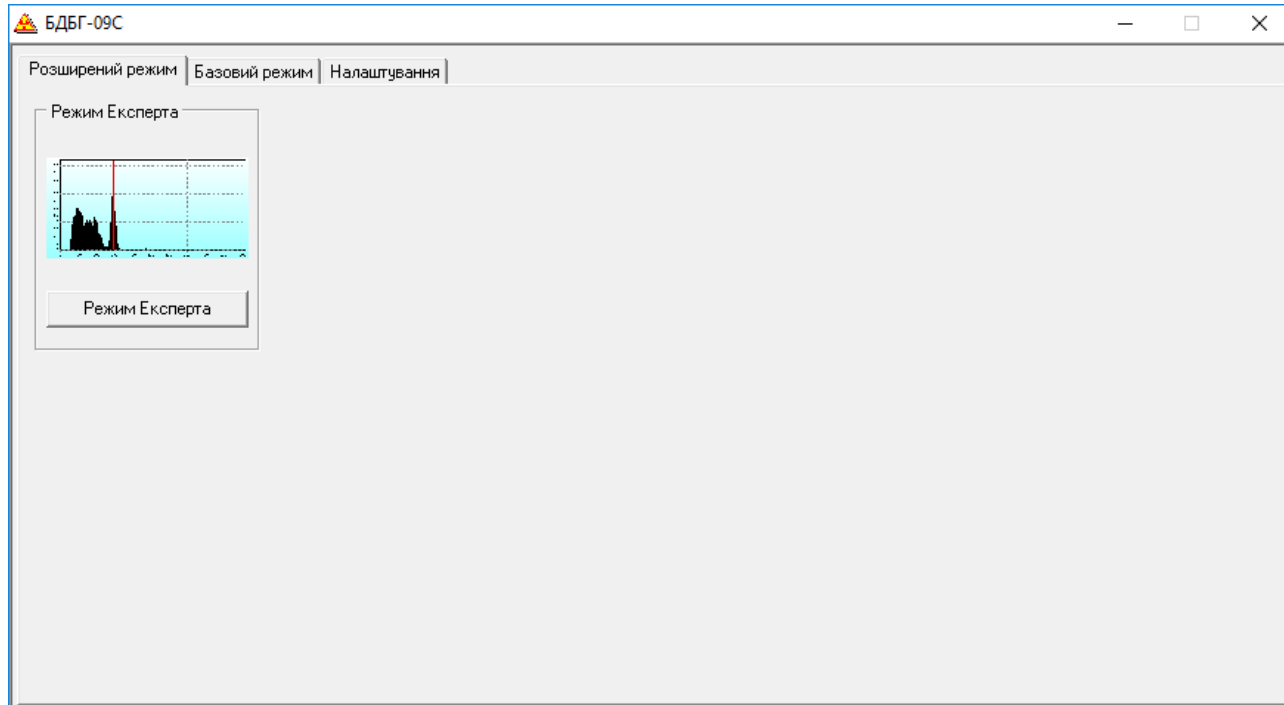 БДБГ-09С
Розширений режим Базовий режим Налаштування
Режим Експерта
Режим Експерта